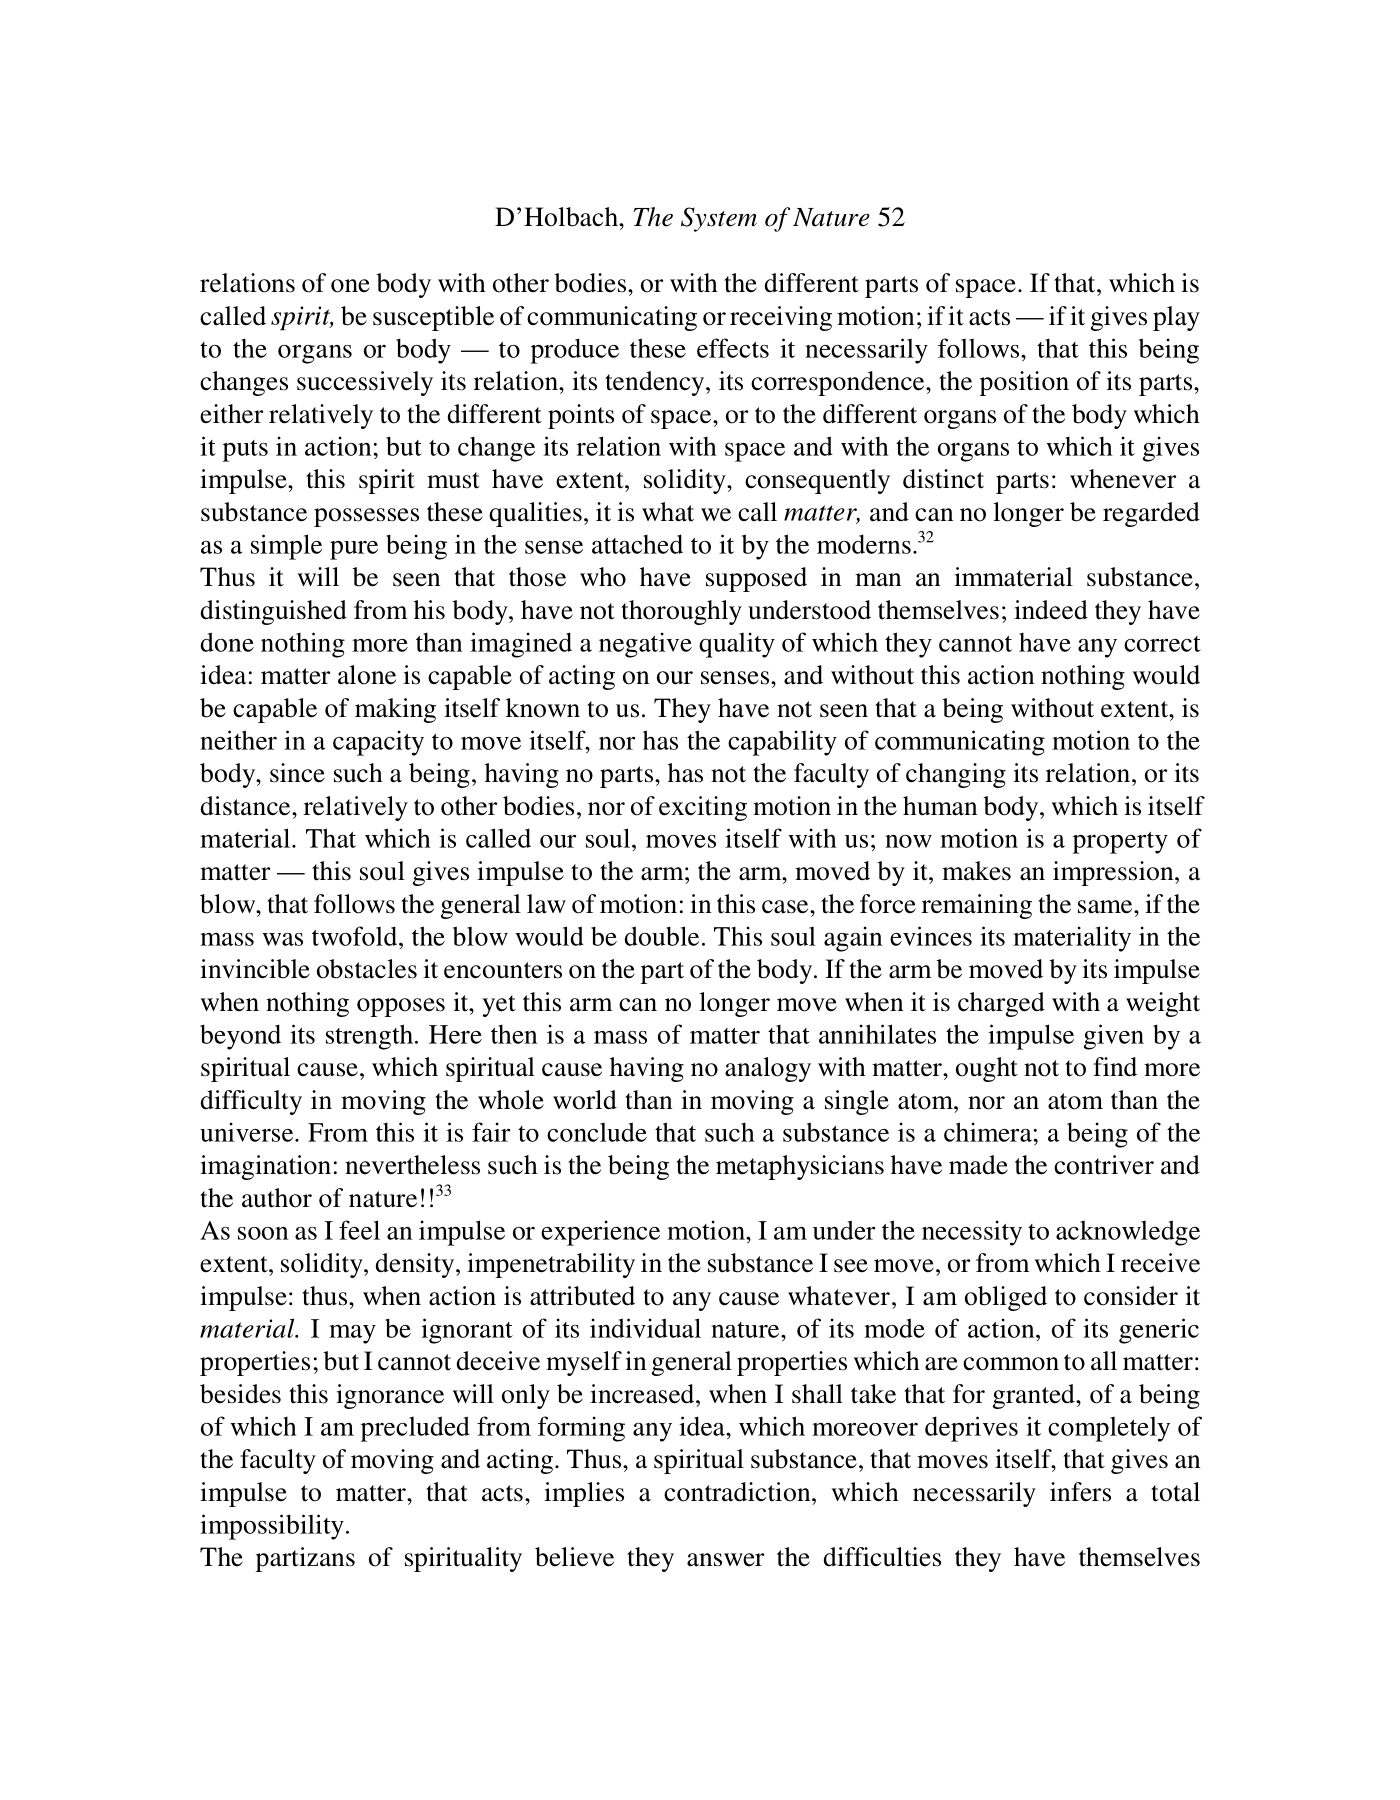 D’Holbach, The System of Nature 52
relations of one body with other bodies, or with the different parts of space. If that, which is
called spirit, be susceptible of communicating or receiving motion; if it acts — if it gives play
to the organs or body — to produce these effects it necessarily follows, that this being
changes successively its relation, its tendency, its correspondence, the position of its parts,
either relatively to the different points of space, or to the different organs of the body which
it puts in action; but to change its relation with space and with the organs to which it gives
impulse, this spirit must have extent, solidity, consequently distinct parts: whenever a
substance possesses these qualities, it is what we call matter, and can no longer be regarded
as a simple pure being in the sense attached to it by the moderns.32
Thus it will be seen that those who have supposed in man an immaterial substance,
distinguished from his body, have not thoroughly understood themselves; indeed they have
done nothing more than imagined a negative quality of which they cannot have any correct
idea: matter alone is capable of acting on our senses, and without this action nothing would
be capable of making itself known to us. They have not seen that a being without extent, is
neither in a capacity to move itself, nor has the capability of communicating motion to the
body, since such a being, having no parts, has not the faculty of changing its relation, or its
distance, relatively to other bodies, nor of exciting motion in the human body, which is itself
material. That which is called our soul, moves itself with us; now motion is a property of
matter — this soul gives impulse to the arm; the arm, moved by it, makes an impression, a
blow, that follows the general law of motion: in this case, the force remaining the same, if the
mass was twofold, the blow would be double. This soul again evinces its materiality in the
invincible obstacles it encounters on the part of the body. If the arm be moved by its impulse
when nothing opposes it, yet this arm can no longer move when it is charged with a weight
beyond its strength. Here then is a mass of matter that annihilates the impulse given by a
spiritual cause, which spiritual cause having no analogy with matter, ought not to find more
difficulty in moving the whole world than in moving a single atom, nor an atom than the
universe. From this it is fair to conclude that such a substance is a chimera; a being of the
imagination: nevertheless such is the being the metaphysicians have made the contriver and
the author of nature!!33
As soon as I feel an impulse or experience motion, I am under the necessity to acknowledge
extent, solidity, density, impenetrability in the substance I see move, or from which I receive
impulse: thus, when action is attributed to any cause whatever, I am obliged to consider it
material. I may be ignorant of its individual nature, of its mode of action, of its generic
properties; but I cannot deceive myself in general properties which are common to all matter:
besides this ignorance will only be increased, when I shall take that for granted, of a being
of which I am precluded from forming any idea, which moreover deprives it completely of
the faculty of moving and acting. Thus, a spiritual substance, that moves itself, that gives an
impulse to matter, that acts, implies a contradiction, which necessarily infers a total
impossibility.
The partizans of spirituality believe they answer the difficulties they have themselves